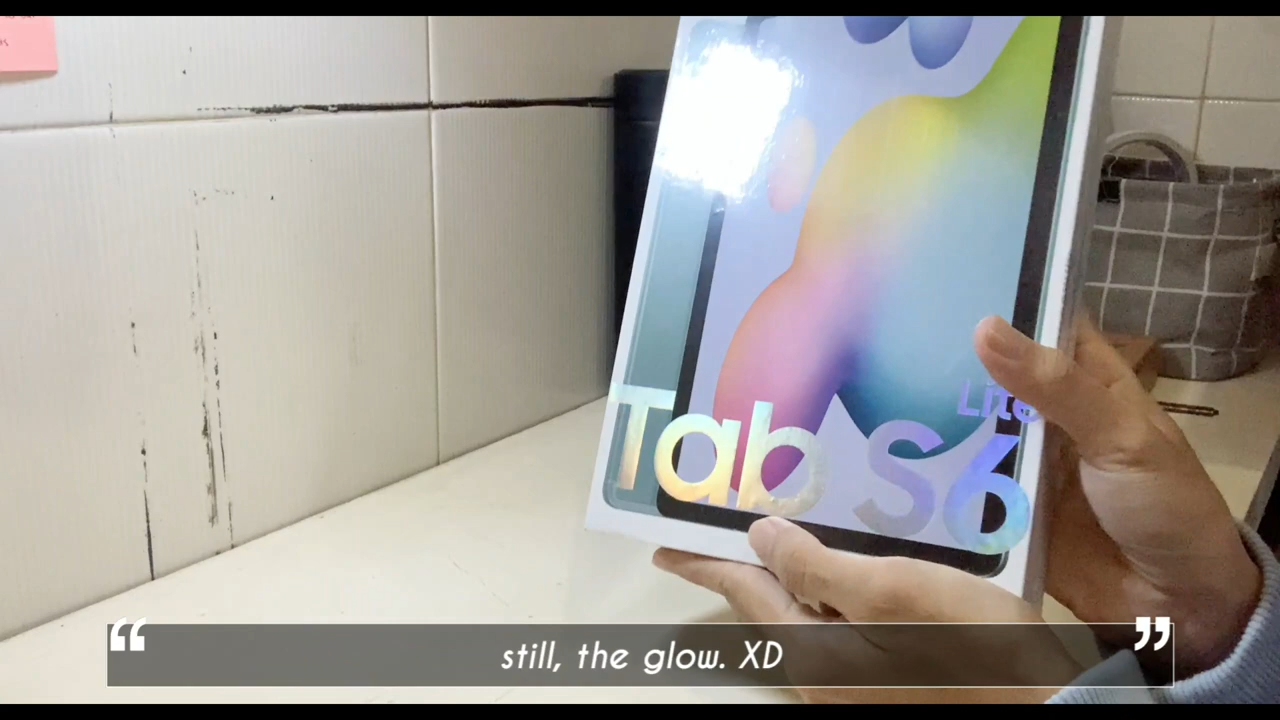 Lite
Tab S6
“ still, the glow. XD ”